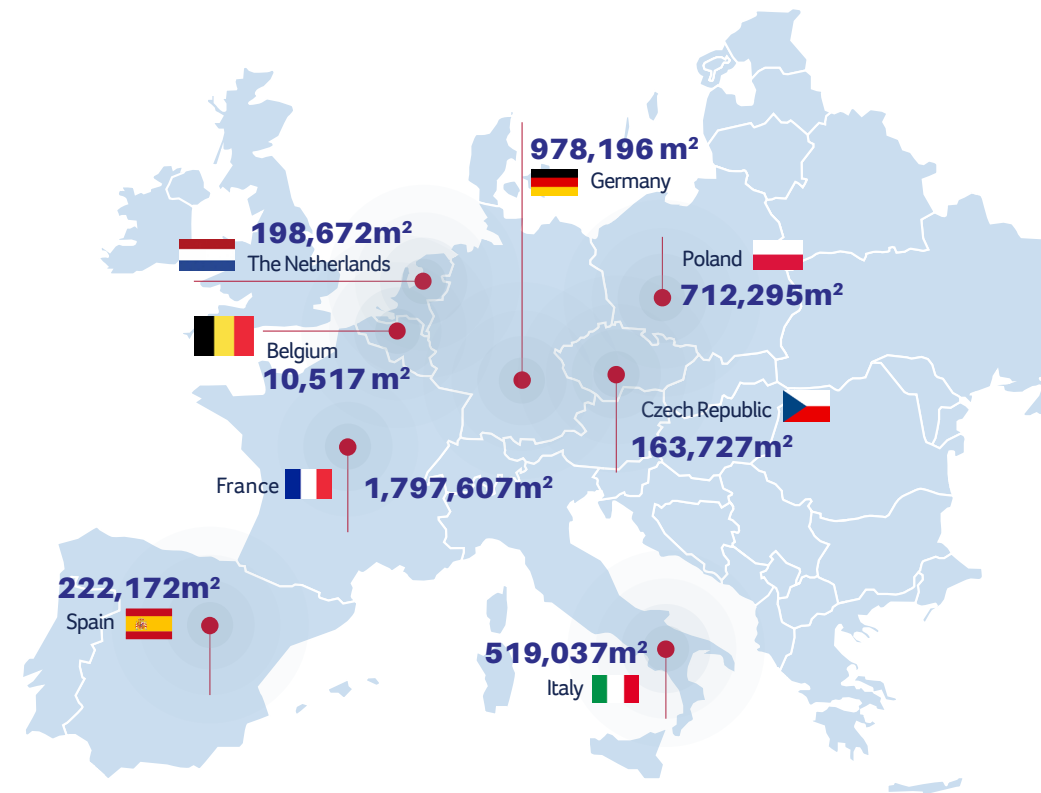 978,196 m²
Germany
198,672m²
The Netherlands
Poland
712,295m²
Belgium
10,517 m²
Czech Republic
163,727m²
France
1,797,607m²
222,172m²
Spain
519,037m²
Italy